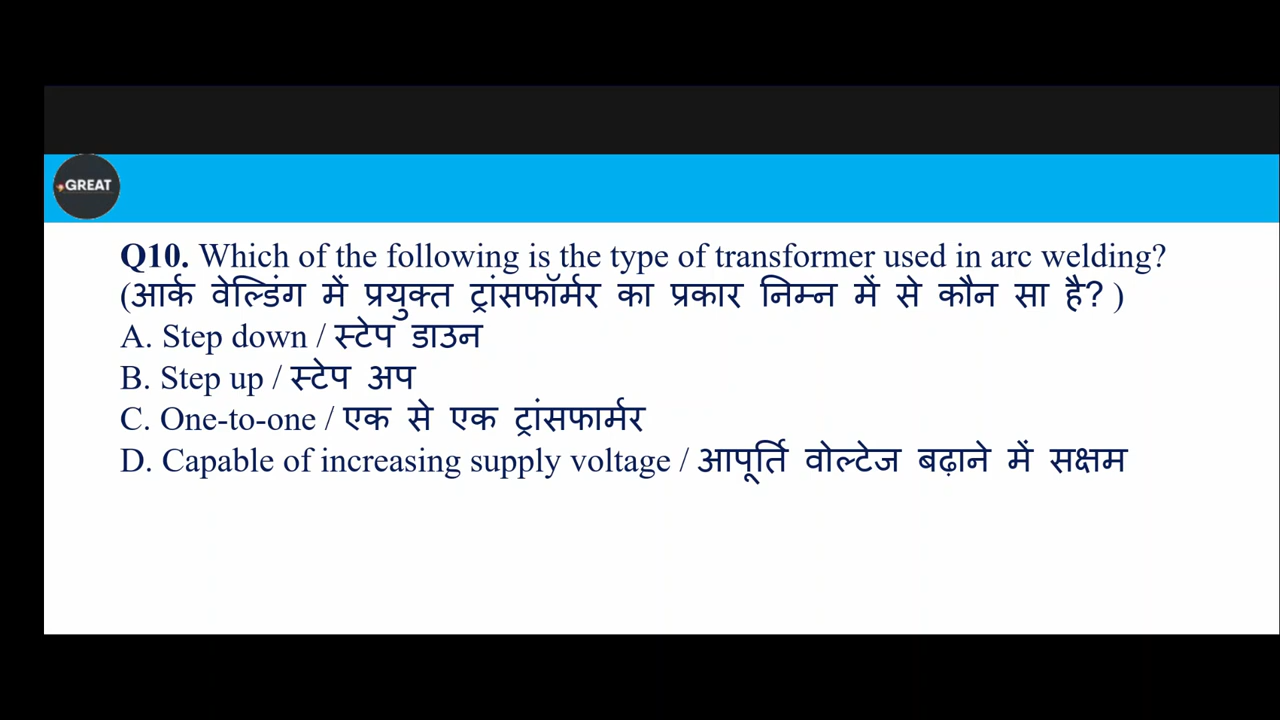 GREAT
Q10. Which of the following is the type of transformer used in arc welding?
(आर्क वेल्डिंग में प्रयुक्त ट्रांसफॉर्मर का प्रकार निम्न में से कौन सा है? )
A. Step down / स्टेप डाउन
B. Step up / स्टेप अप
C. One-to-one / एक से एक ट्रांसफार्मर
D. Capable of increasing supply voltage / आपूर्ति वोल्टेज बढ़ाने में सक्षम